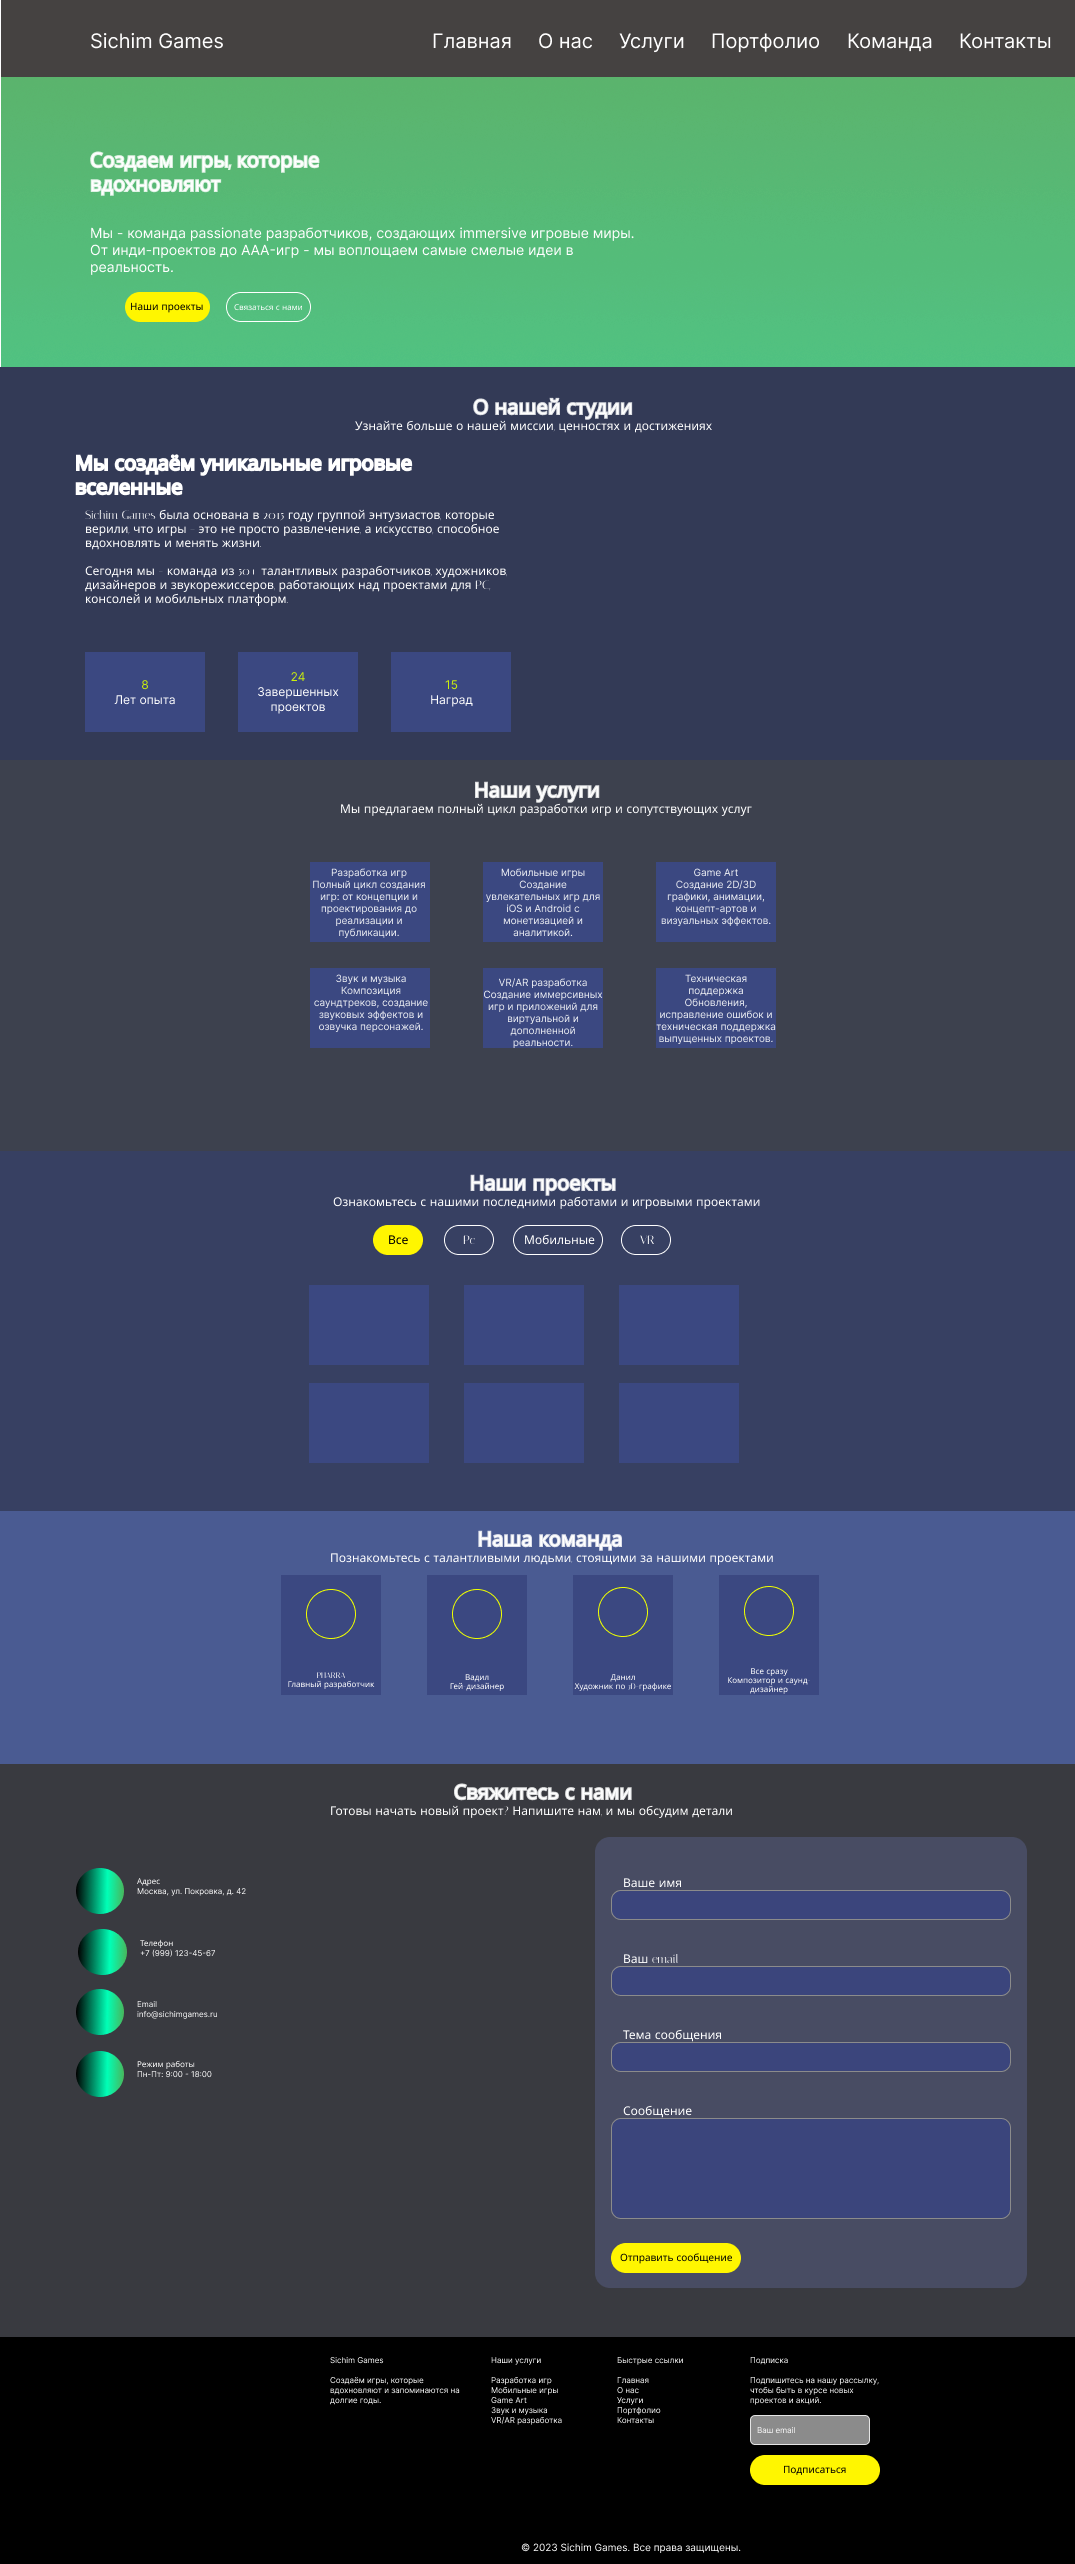 Sichim Games
Главная
О нас
Услуги
Портфолио
Команда
Контакты
Создаем игры, которые
вдохновляют
Мы - команда passionate разработчиков, создающих immersive игровые миры.
От инди-проектов до ААА-игр - мы воплощаем самые смелые идеи в
реальность.
Наши проекты
Связаться с нами
О нашей студии
Узнайте больше о нашей миссии, ценностях и достижениях
Мы создаём уникальные игровые
вселенные
Sichim Games была основана в 2015 году группой энтузиастов, которые
верили, что игры - это не просто развлечение, а искусство, способное
вдохновлять и менять жизни.
Сегодня мы - команда из 50+ талантливых разработчиков, художников,
дизайнеров и звукорежиссеров, работающих над проектами для PC,
консолей и мобильных платформ.
8
Лет опыта
24
Завершенных
проектов
15
Наград
Наши услуги
Мы предлагаем полный цикл разработки игр и сопутствующих услуг
Разработка игр
Полный цикл создания
игр: от концепции и
проектирования до
реализации и
публикации.
Мобильные игры
Создание
увлекательных игр для
iOS и Android с
монетизацией и
аналитикой.
Game Art
Создание 2D/3D
графики, анимации,
концепт-артов и
визуальных эффектов.
Звук и музыка
Композиция
саундтреков, создание
звуковых эффектов и
озвучка персонажей.
VR/AR разработка
Создание иммерсивных
игр и приложений для
виртуальной и
дополненной
реальности.
Техническая
поддержка
Обновления,
исправление ошибок и
техническая поддержка
выпущенных проектов.
Наши проекты
Ознакомьтесь с нашими последними работами и игровыми проектами
Все
Pc
Мобильные
VR
Наша команда
Познакомьтесь с талантливыми людьми, стоящими за нашими проектами
PHARRA
Главный разработчик
Вадил
Гей-дизайнер
Данил
Художник по 3D-графике
Все сразу
Композитор и саунд-
дизайнер
Свяжитесь с нами
Готовы начать новый проект? Напишите нам, и мы обсудим детали
Адрес
Москва, ул. Покровка, д. 42
Телефон
+7 (999) 123-45-67
Email
info@sichimgames.ru
Режим работы
Пн-Пт: 9:00 - 18:00
Ваше имя
Ваш email
Тема сообщения
Сообщение
Отправить сообщение
Sichim Games
Создаём игры, которые
вдохновляют и запоминаются на
долгие годы.
Наши услуги
Разработка игр
Мобильные игры
Game Art
Звук и музыка
VR/AR разработка
Быстрые ссылки
Главная
О нас
Услуги
Портфолио
Контакты
Подписка
Подпишитесь на нашу рассылку,
чтобы быть в курсе новых
проектов и акций.
Ваш email
Подписаться
© 2023 Sichim Games. Все права защищены.